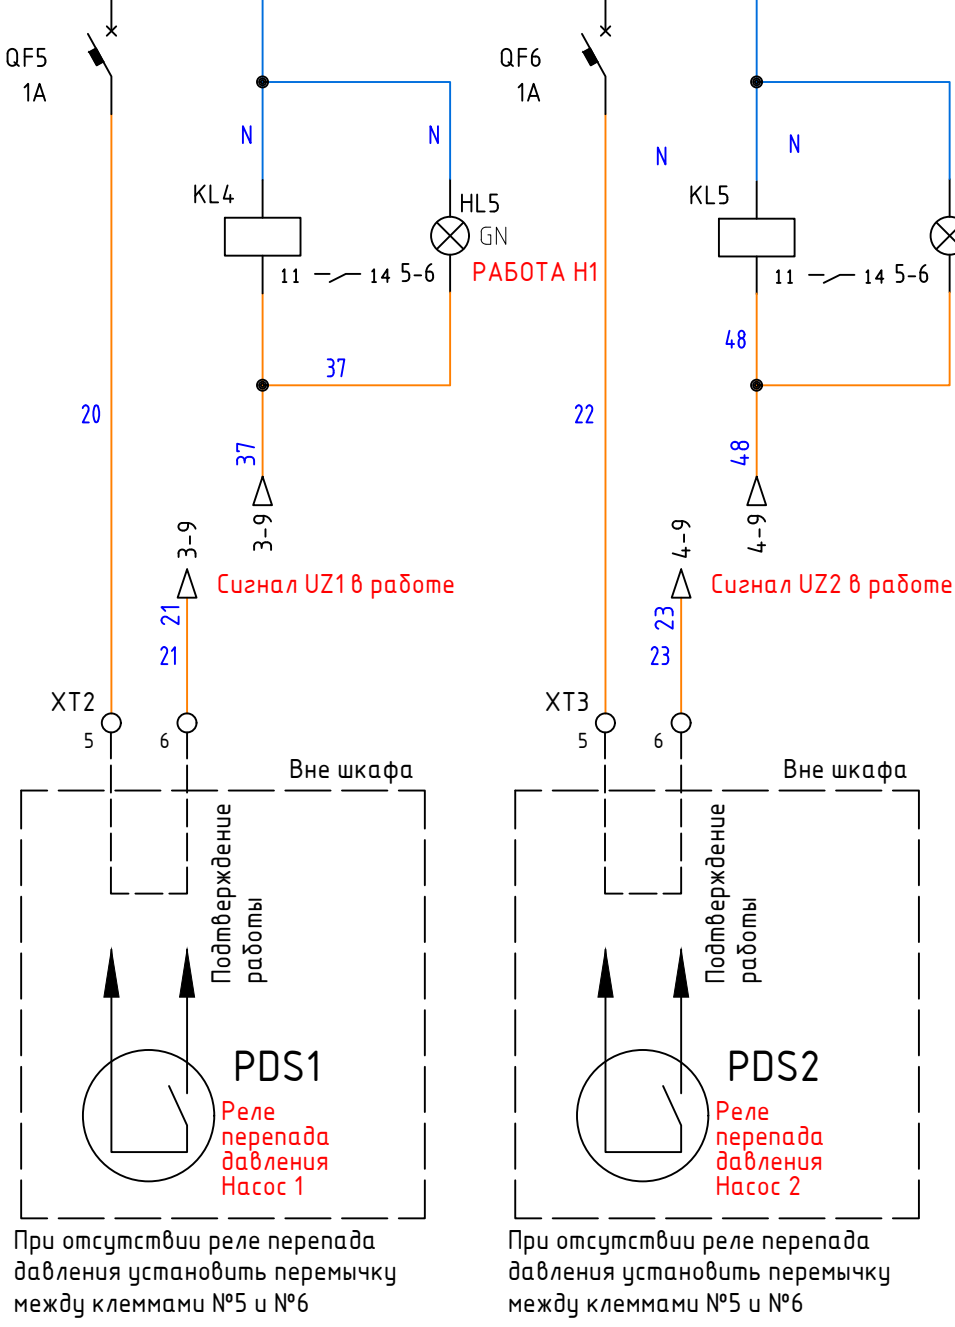 QF5
1А
N
N
KL4
HL5
GN
11
14 5-6
РАБОТА Н1
37
20
37
3-9
3-9
Сигнал UZ1 в работе
21
21
XT2
5
6
Вне шкафа
Подтверждение
работы
PDS1
Реле
перепада
давления
Насос 1
При отсутствии реле перепада
давления установить перемычку
между клеммами №5 и №6
QF6
1А
N
N
KL5
11
14 5-6
48
22
48
4-9
4-9
Сигнал UZ2 в работе
23
23
XT3
5
6
Вне шкафа
Подтверждение
работы
PDS2
Реле
перепада
давления
Насос 2
При отсутствии реле перепада
давления установить перемычку
между клеммами №5 и №6